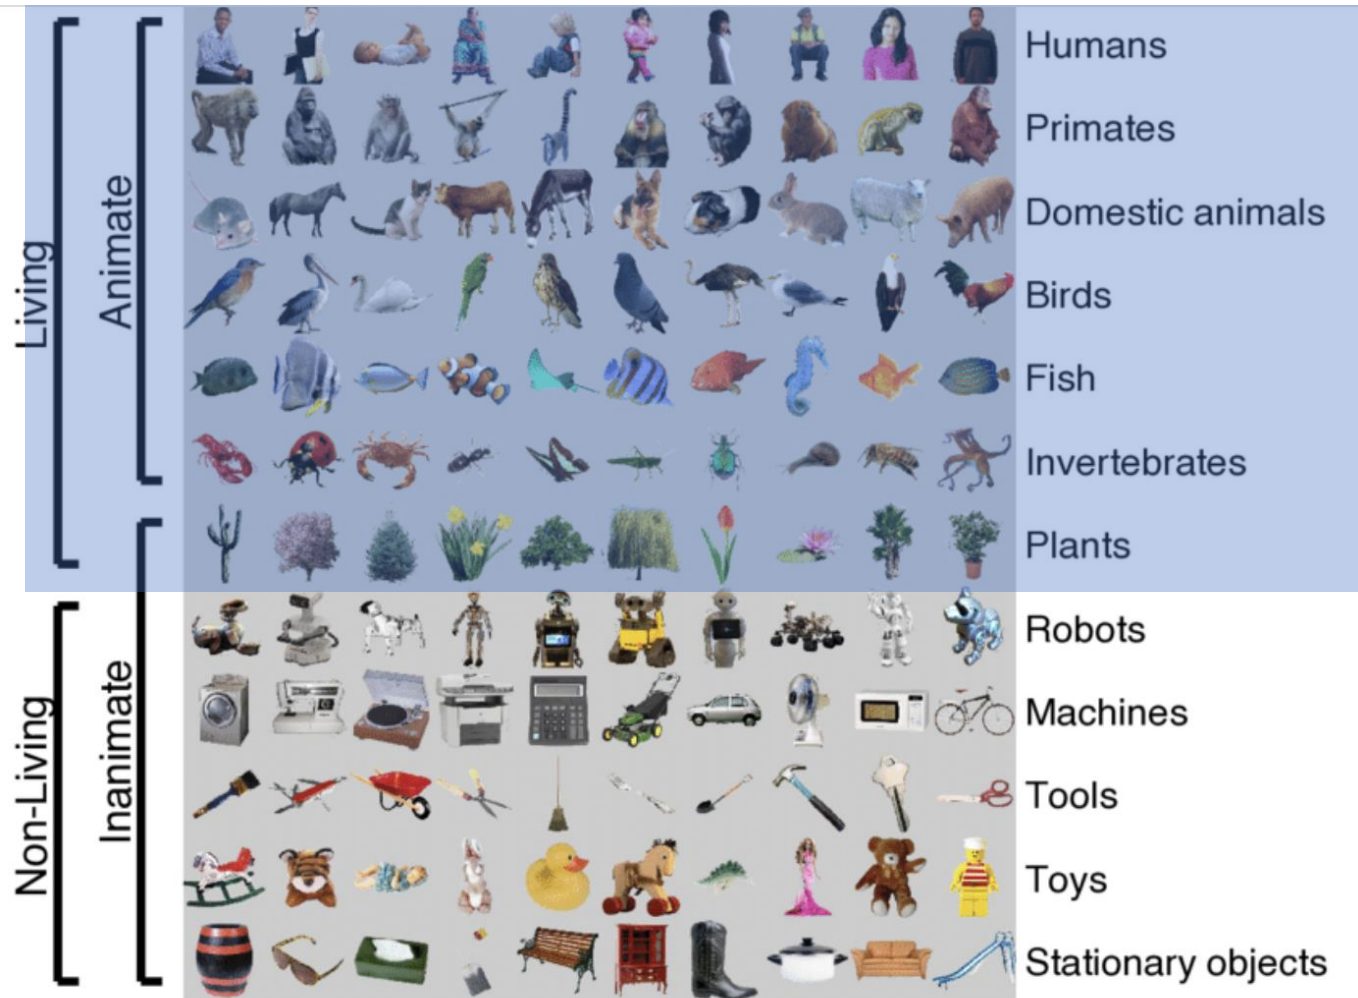 Living
Animate
Non-Living
Inanimate
Humans
Primates
Domestic animals
Birds
Fish
Invertebrates
Plants
Robots
Machines
Tools
Toys
Stationary objects